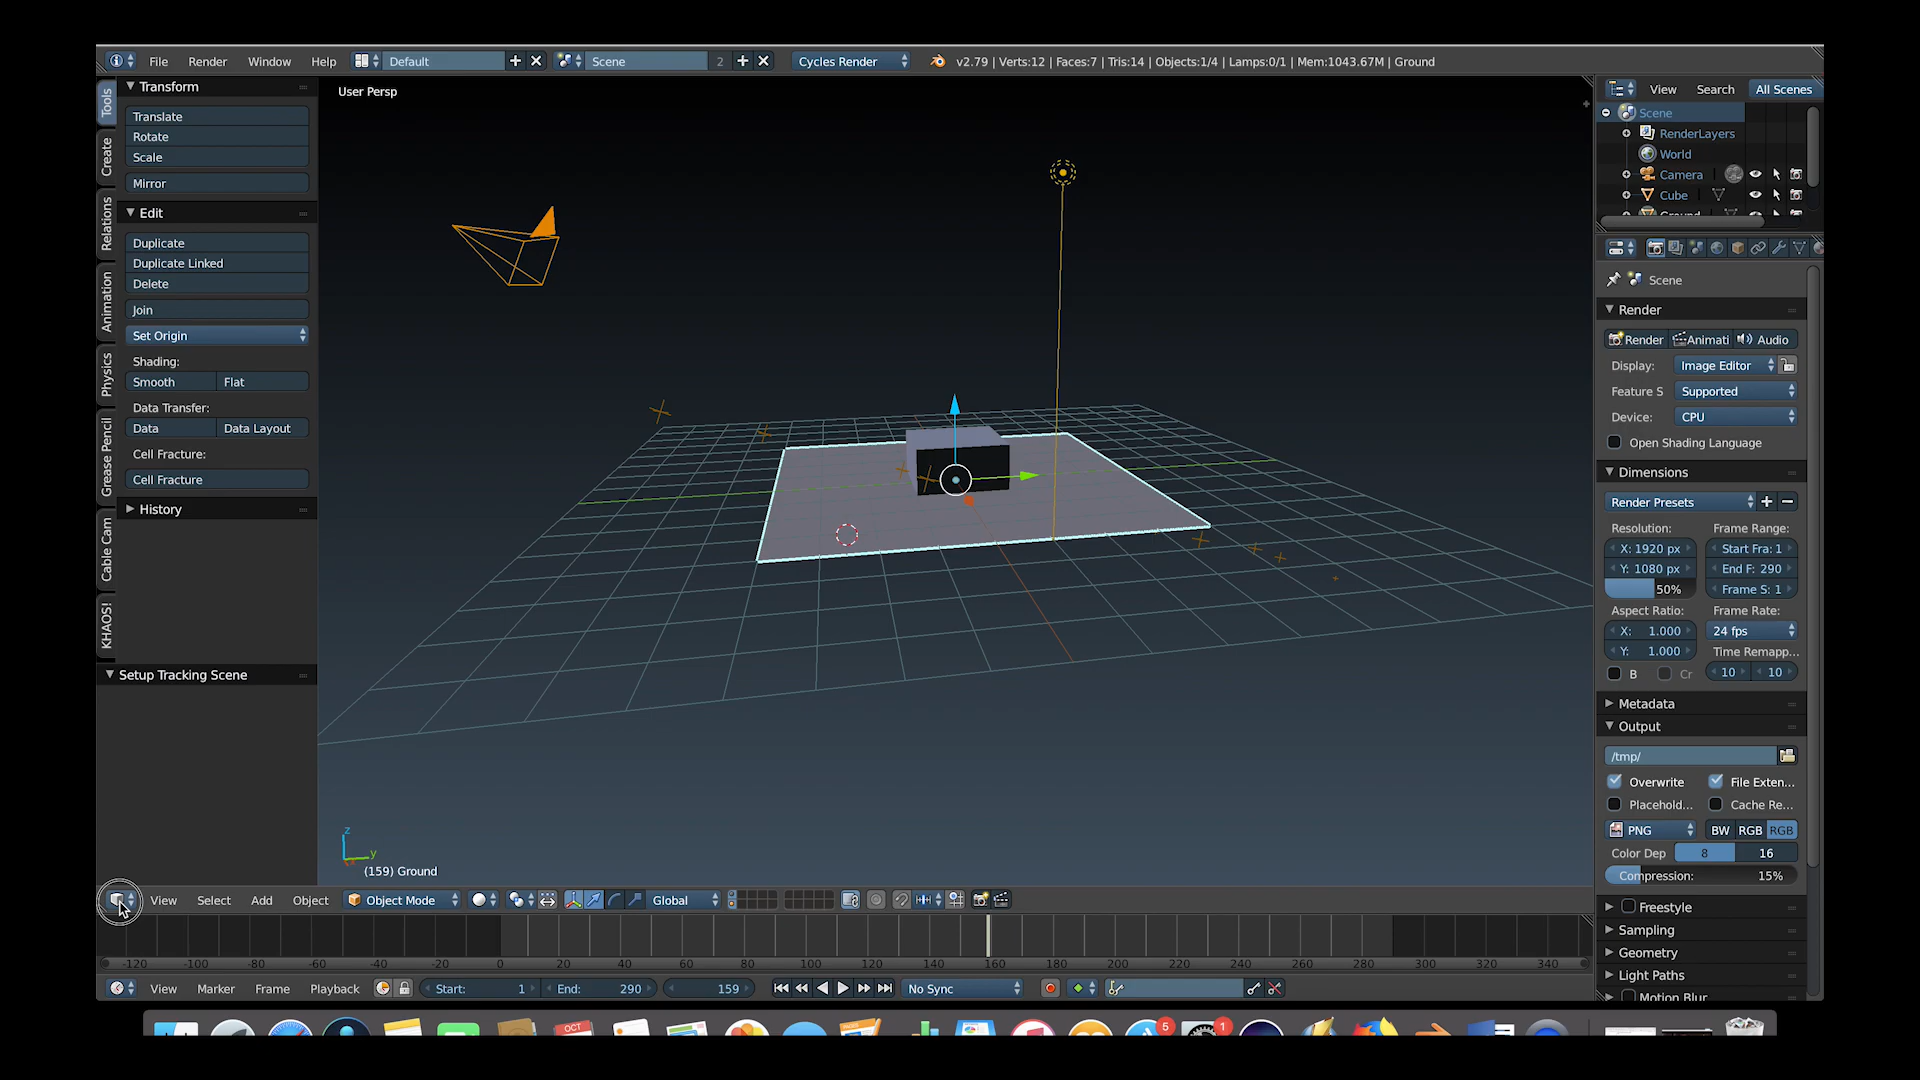 File Render Window Help Default Scene 2 Cycles Render v2.79 | Verts:12 | Faces:7 | Tris:14 | Objects:1/4 | Lamps:0/1 | Mem:1043.67M | Ground
Tools
Create
Relations
Animation
Physics
Grease Pencil
Cable Cam
KHAOS!
Transform
Translate
Rotate
Scale
Mirror
Edit
Duplicate
Duplicate Linked
Delete
Join
Set Origin
Shading:
Smooth Flat
Data Transfer:
Data Data Layout
Cell Fracture:
Cell Fracture
History
Setup Tracking Scene
User Persp
z
y
(159) Ground
View Search All Scenes
Scene
RenderLayers
World
Camera
Cube
Ground
Scene
Render
Render Animati Audio
Display: Image Editor
Feature S Supported
Device: CPU
Open Shading Language
Dimensions
Render Presets
Resolution: Frame Range:
X: 1920 px Start Fra: 1
Y: 1080 px End F: 290
50% Frame S: 1
Aspect Ratio: Frame Rate:
X: 1.000 24 fps
Y: 1.000 Time Remapp...
B Cr 10 10
Metadata
Output
/tmp/
Overwrite File Exten...
Placehold... Cache Re...
PNG BW RGB RGB
Color Dep 8 16
Compression: 15%
Freestyle
Sampling
Geometry
Light Paths
Motion Blur
View Select Add Object Object Mode Global
-120 -100 -80 -60 -40 -20 0 20 40 60 80 100 120 140 160 180 200 220 240 260 280 300 320 340
View Marker Frame Playback Start: 1 End: 290 159 No Sync
OCT 5 1